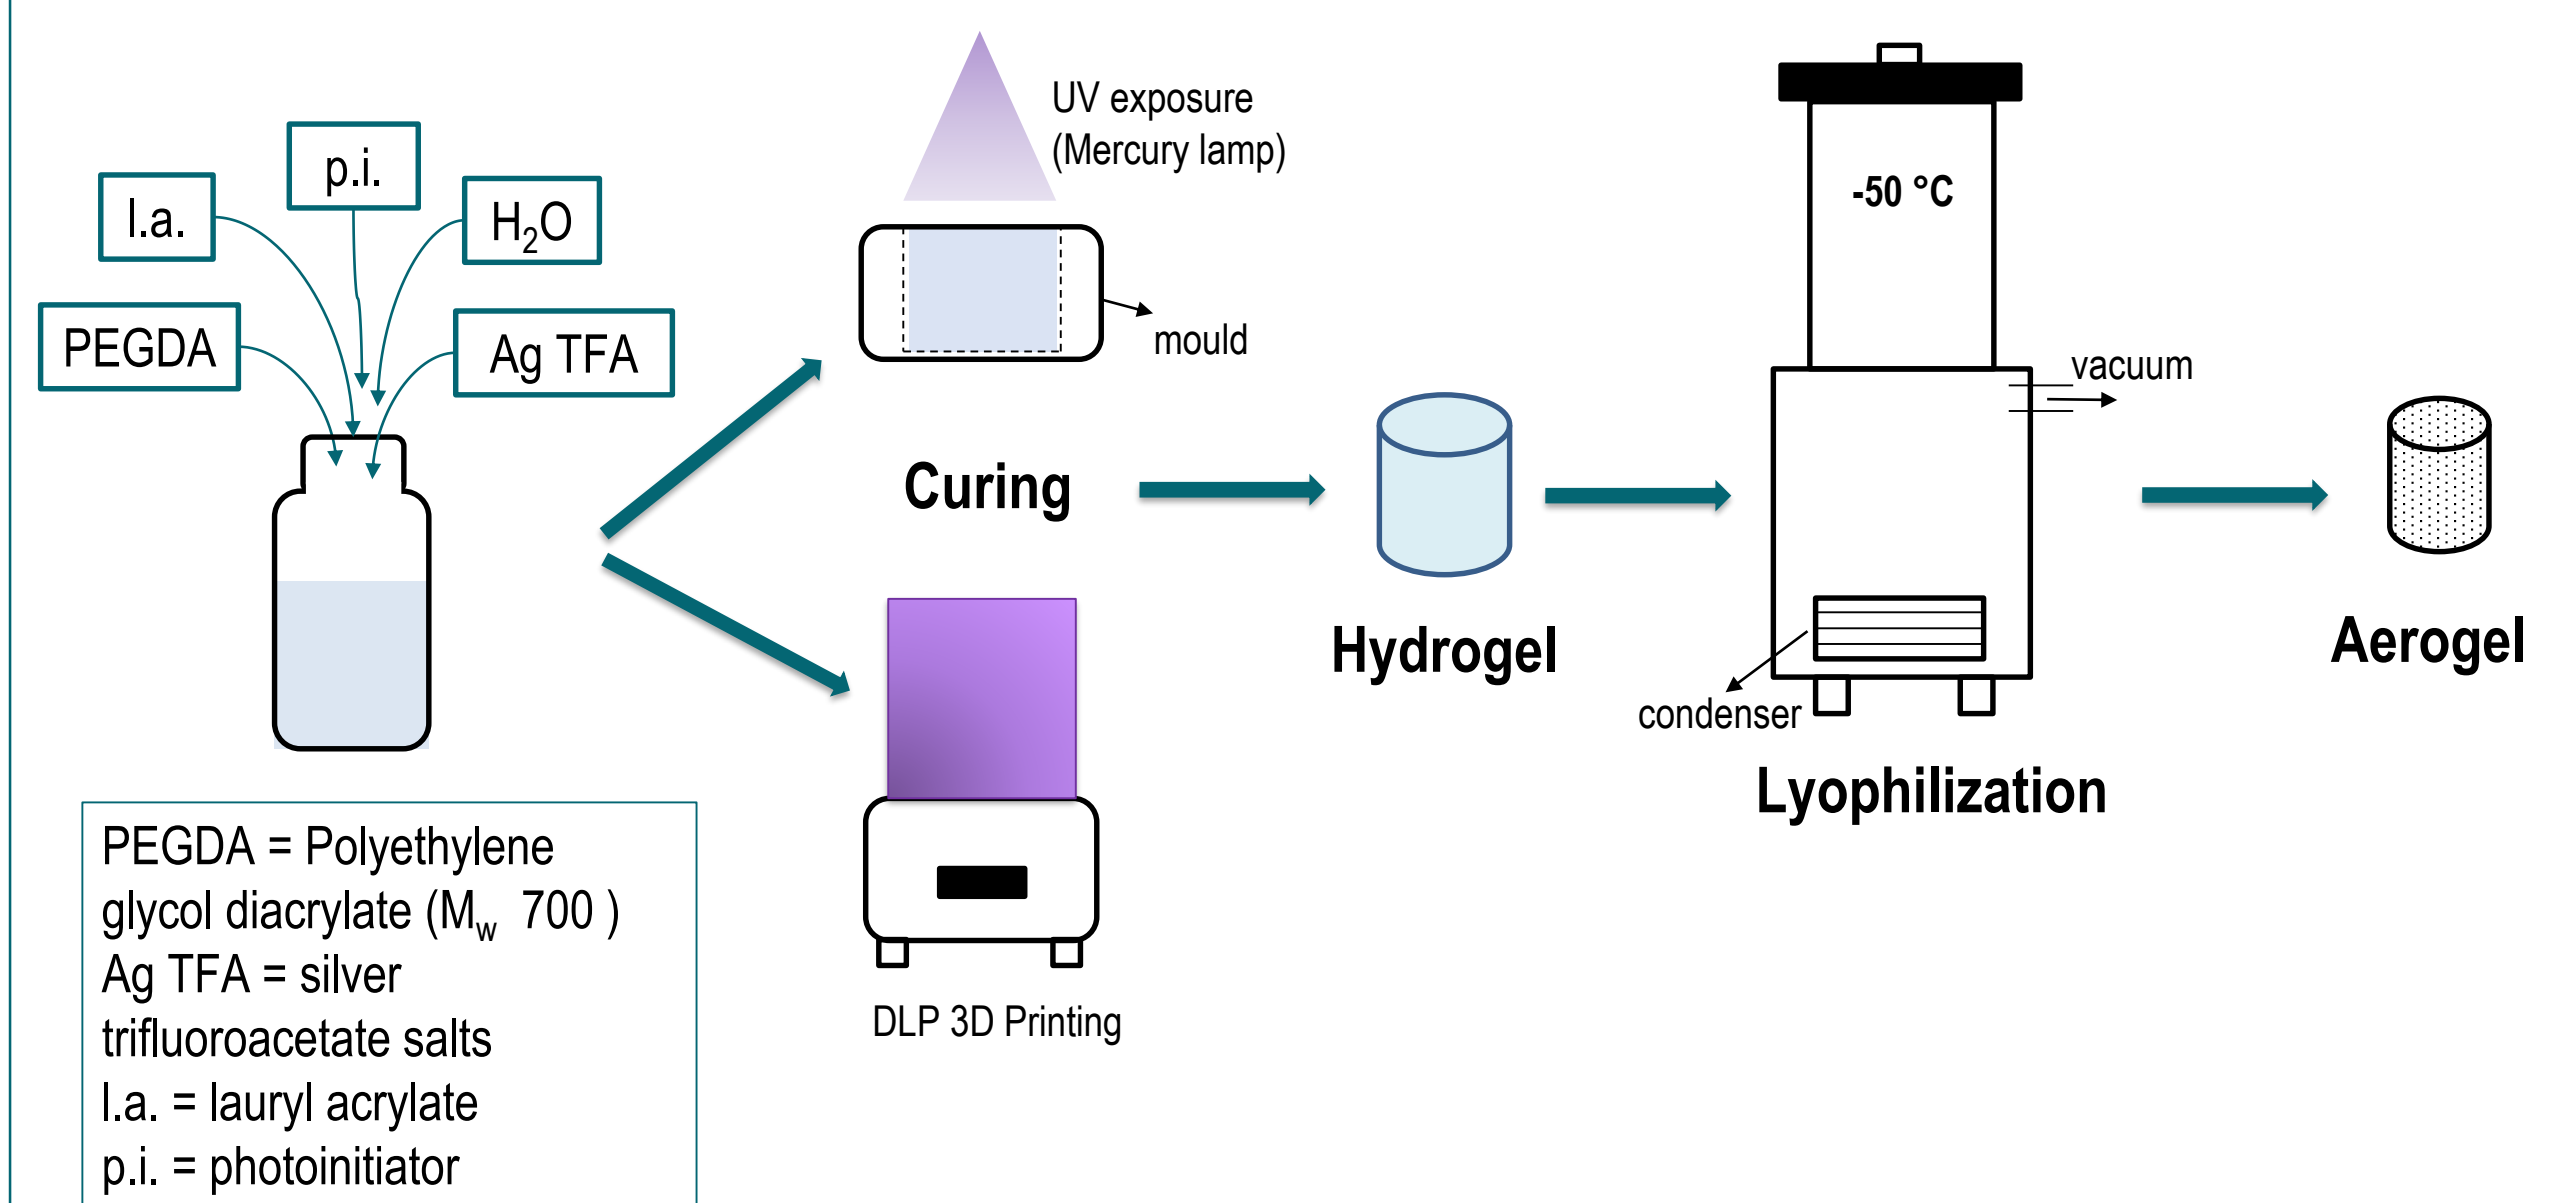 p.i.
l.a.
H₂O
PEGDA
Ag TFA
UV exposure
(Mercury lamp)
mould
Curing
DLP 3D Printing
Hydrogel
-50 °C
vacuum
condenser
Lyophilization
Aerogel
PEGDA = Polyethylene
glycol diacrylate (Mw 700 )
Ag TFA = silver
trifluoroacetate salts
l.a. = lauryl acrylate
p.i. = photoinitiator